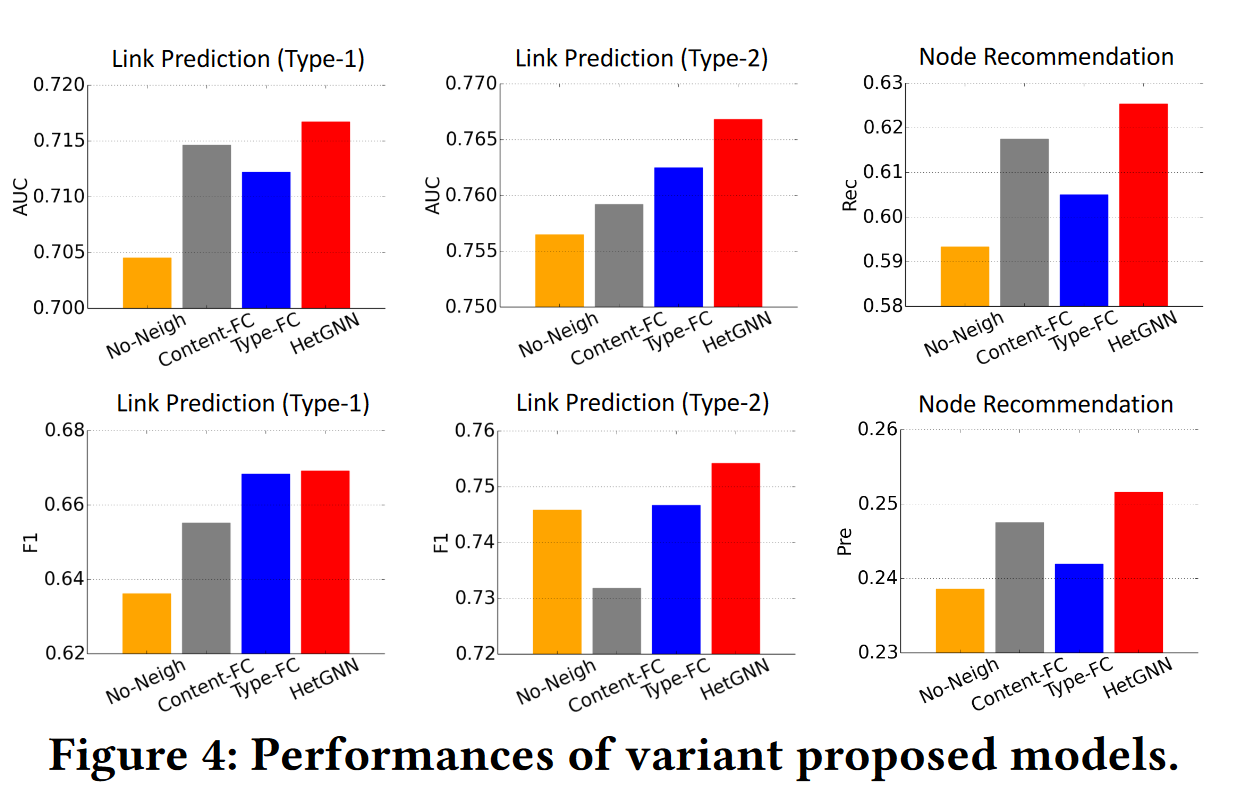 Link Prediction (Type-1)
0.720
0.715
0.710
0.705
0.700
AUC
No-Neigh
Content-FC
Type-FC
HetGNN
Link Prediction (Type-2)
0.770
0.765
0.760
0.755
0.750
AUC
No-Neigh
Content-FC
Type-FC
HetGNN
Node Recommendation
0.63
0.62
0.61
0.60
0.59
0.58
Rec
No-Neigh
Content-FC
Type-FC
HetGNN
Link Prediction (Type-1)
0.68
0.66
0.64
0.62
F1
No-Neigh
Content-FC
Type-FC
HetGNN
Link Prediction (Type-2)
0.76
0.75
0.74
0.73
0.72
F1
No-Neigh
Content-FC
Type-FC
HetGNN
Node Recommendation
0.26
0.25
0.24
0.23
Pre
No-Neigh
Content-FC
Type-FC
HetGNN
Figure 4: Performances of variant proposed models.